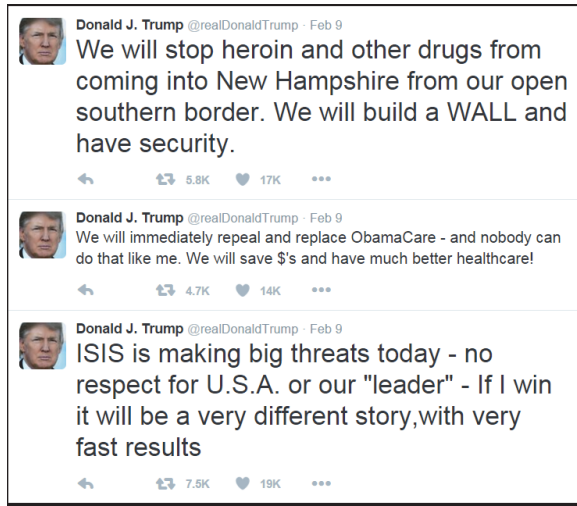 Donald J. Trump @realDonaldTrump · Feb 9
We will stop heroin and other drugs from
coming into New Hampshire from our open
southern border. We will build a WALL and
have security.
5.8K 17K
Donald J. Trump @realDonaldTrump · Feb 9
We will immediately repeal and replace ObamaCare - and nobody can
do that like me. We will save $'s and have much better healthcare!
4.7K 14K
Donald J. Trump @realDonaldTrump · Feb 9
ISIS is making big threats today - no
respect for U.S.A. or our "leader" - If I win
it will be a very different story,with very
fast results
7.5K 19K